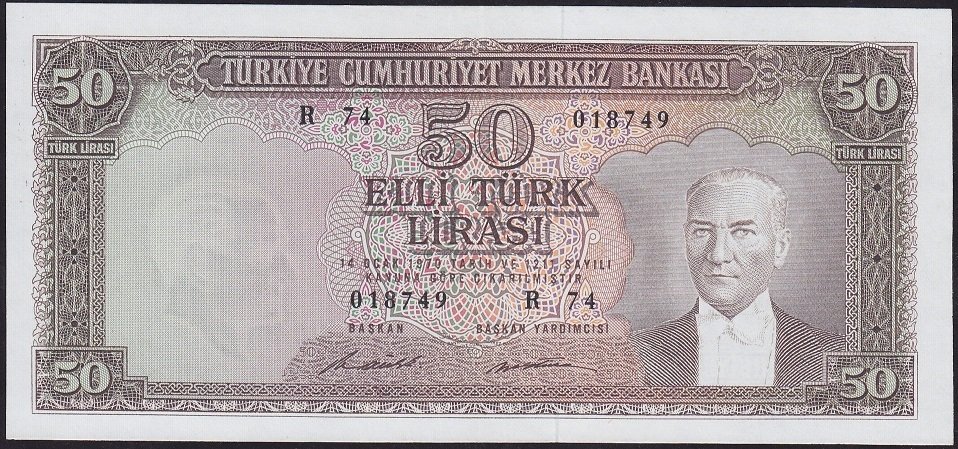 50 TÜRKİYE CUMHURİYET MERKEZ BANKASI 50
R 74 50 018749
TÜRK LİRASI TÜRK LİRASI
ELLİ TÜRK
LİRASI
14 OCAK 1970 TARİH VE 1211 SAYILI
KANUNA GÖRE ÇIKARILMIŞTIR
018749 R 74
BAŞKAN BAŞKAN YARDIMCISI
50 50